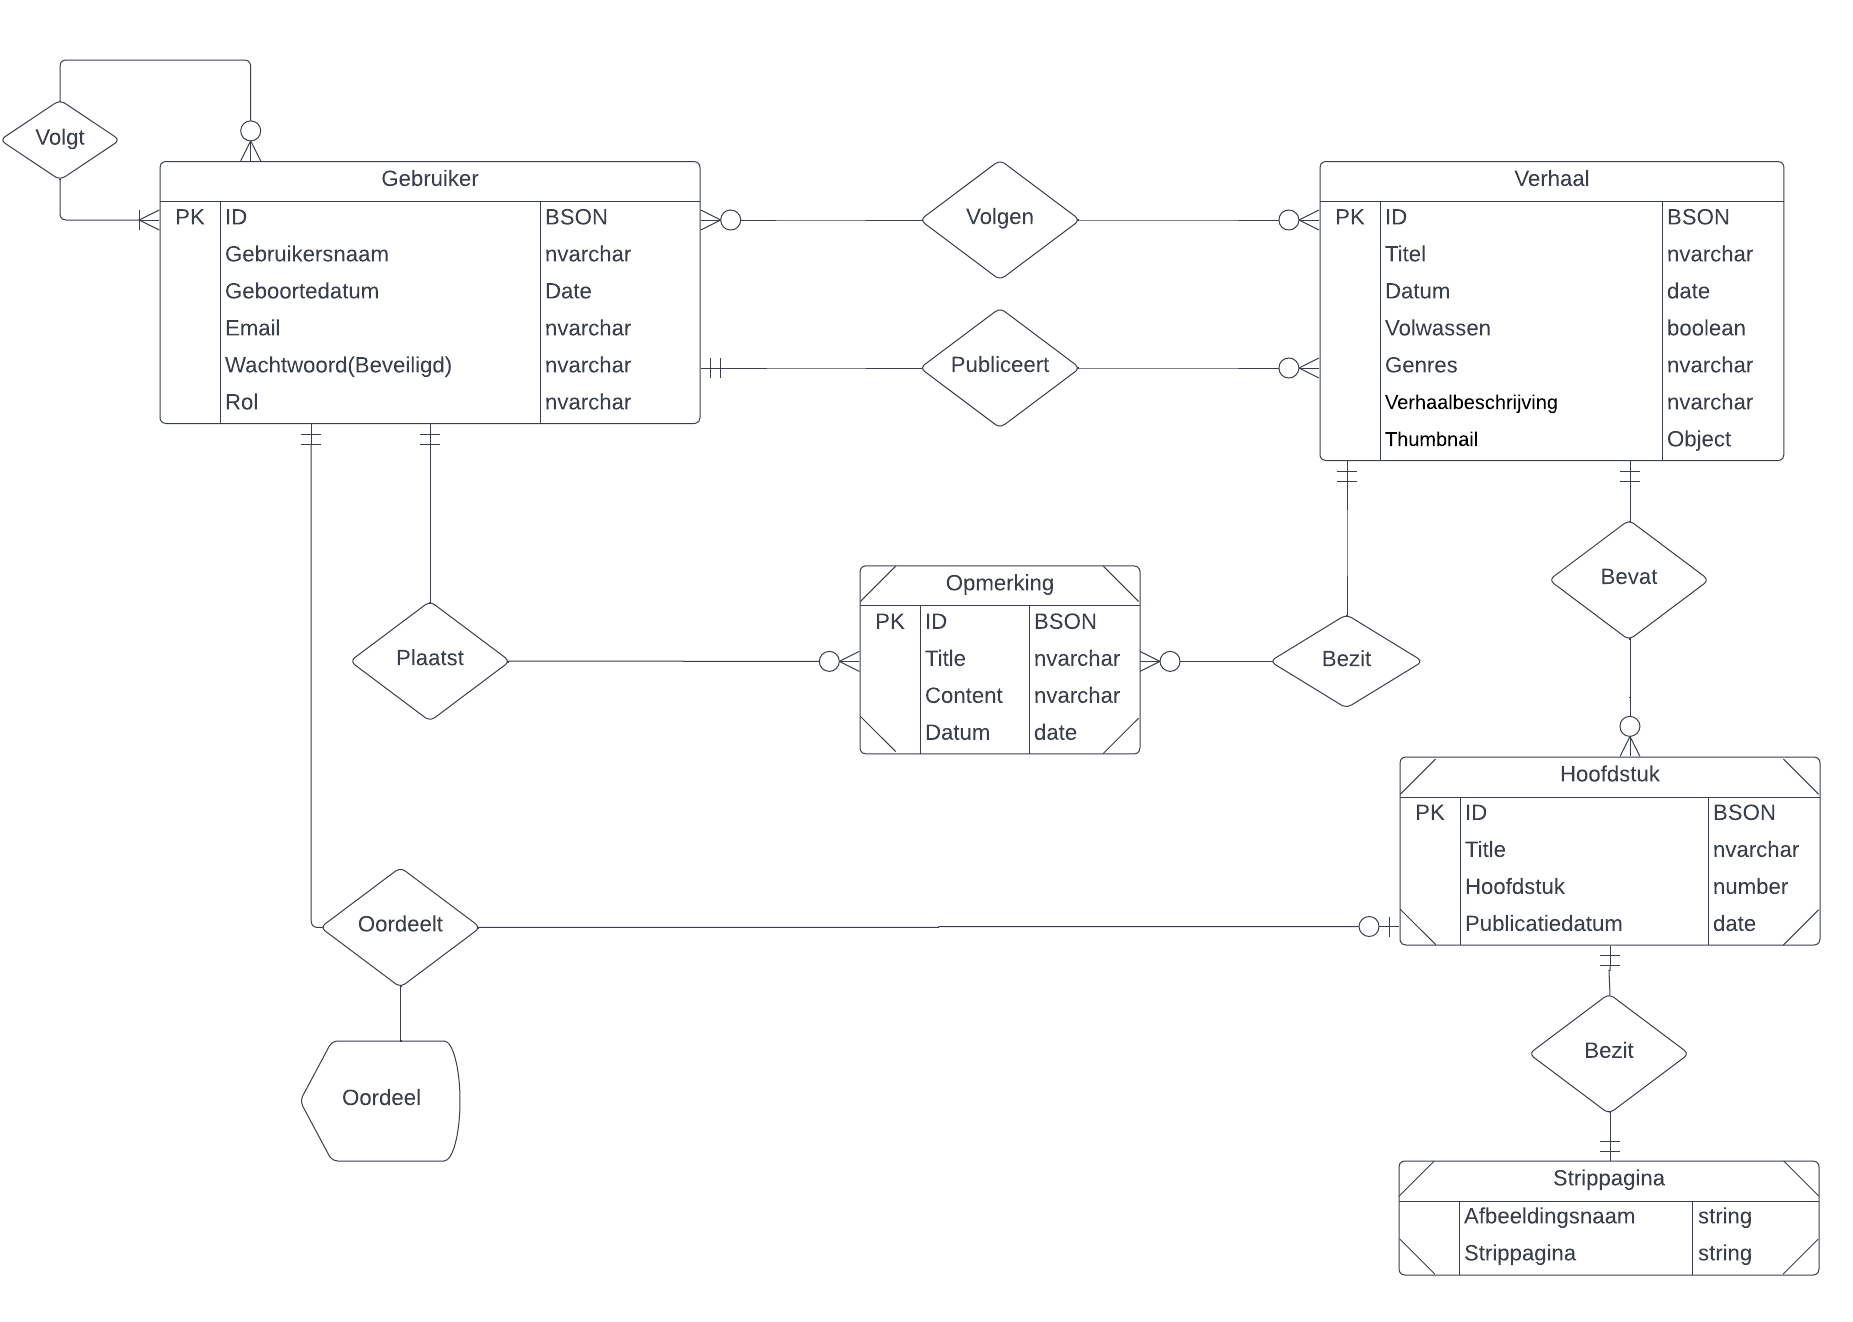 Volgt
Gebruiker
PK ID BSON
Gebruikersnaam nvarchar
Geboortedatum Date
Email nvarchar
Wachtwoord(Beveiligd) nvarchar
Rol nvarchar
Volgen
Publiceert
Verhaal
PK ID BSON
Titel nvarchar
Datum date
Volwassen boolean
Genres nvarchar
Verhaalbeschrijving nvarchar
Thumbnail Object
Plaatst
Opmerking
PK ID BSON
Title nvarchar
Content nvarchar
Datum date
Bezit
Bevat
Hoofdstuk
PK ID BSON
Title nvarchar
Hoofdstuk number
Publicatiedatum date
Oordeelt
Oordeel
Bezit
Strippagina
Afbeeldingsnaam string
Strippagina string